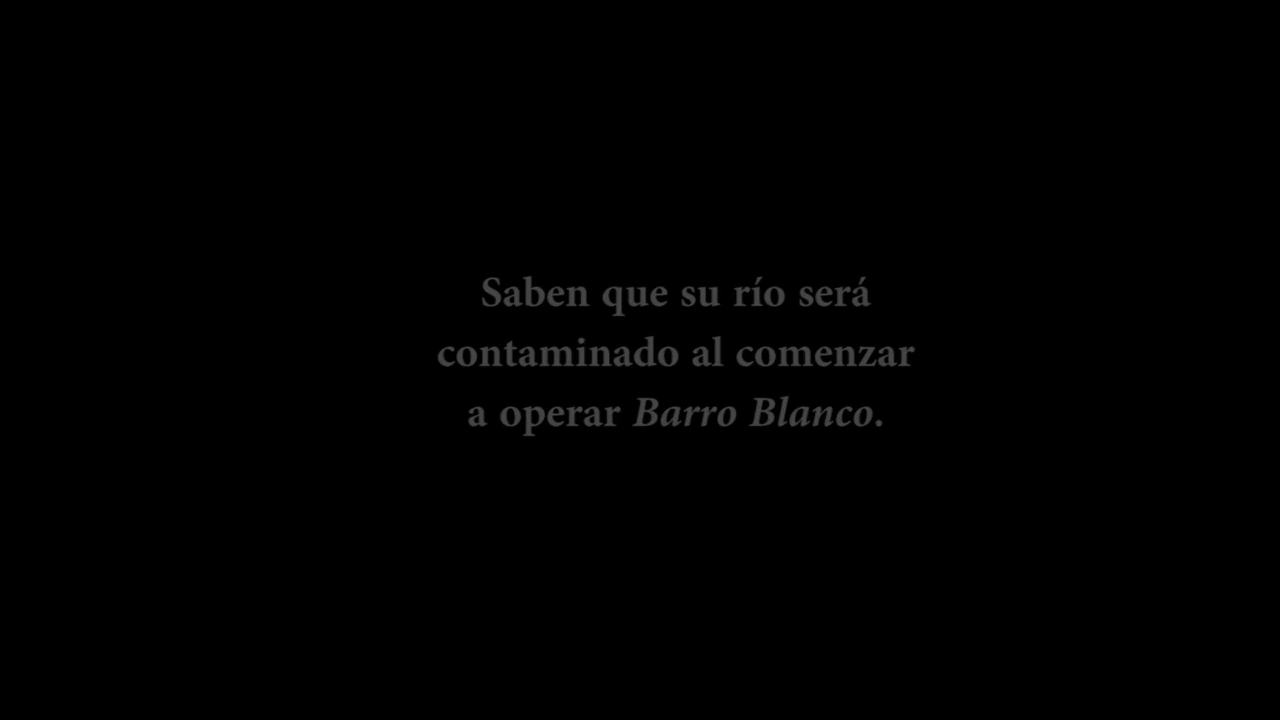 Saben que su río será
contaminado al comenzar
a operar Barro Blanco.